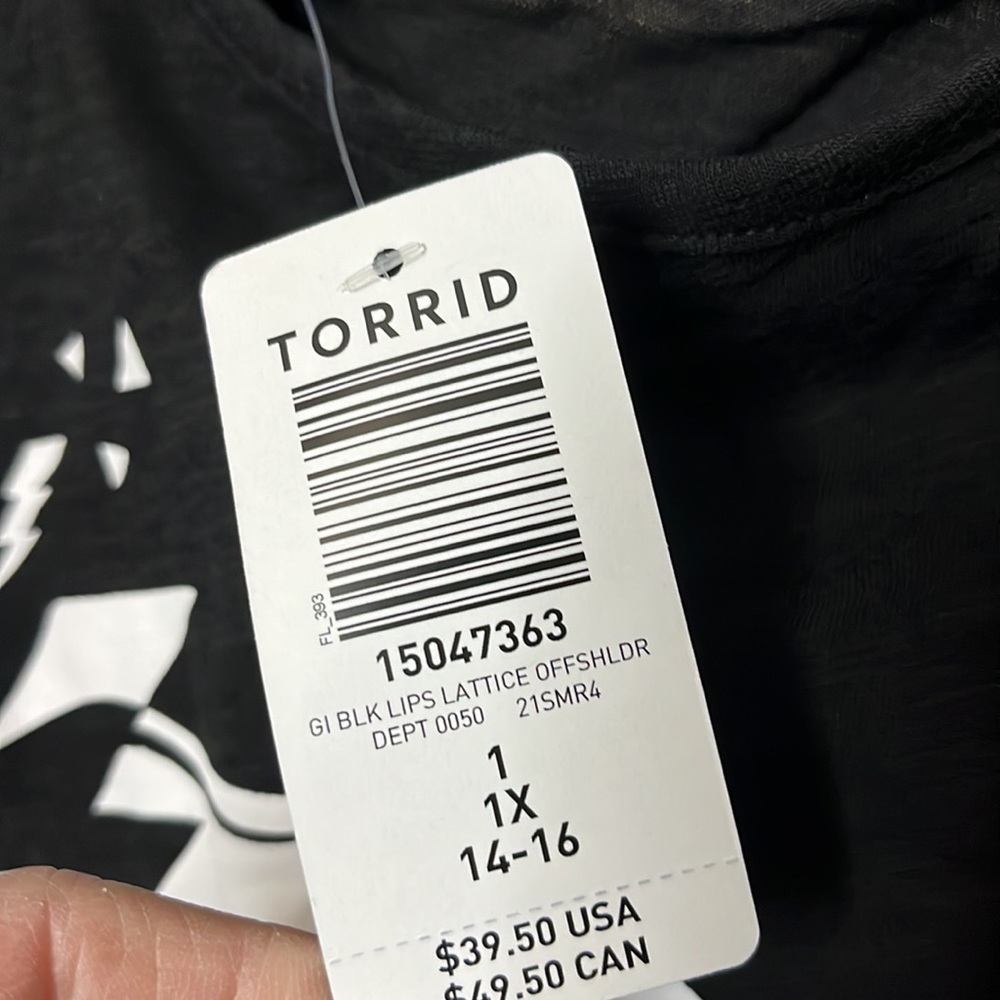 TORRID
FL_393
15047363
GI BLK LIPS LATTICE OFFSHLDR
DEPT 0050 21SMR4
1
1X
14-16
$39.50 USA
$49.50 CAN